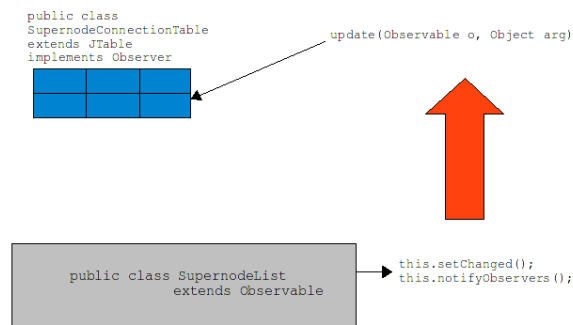 public class
SupernodeConnectionTable
extends JTable
implements Observer
update(Observable o, Object arg)
public class SupernodeList
extends Observable
this.setChanged();
this.notifyObservers();